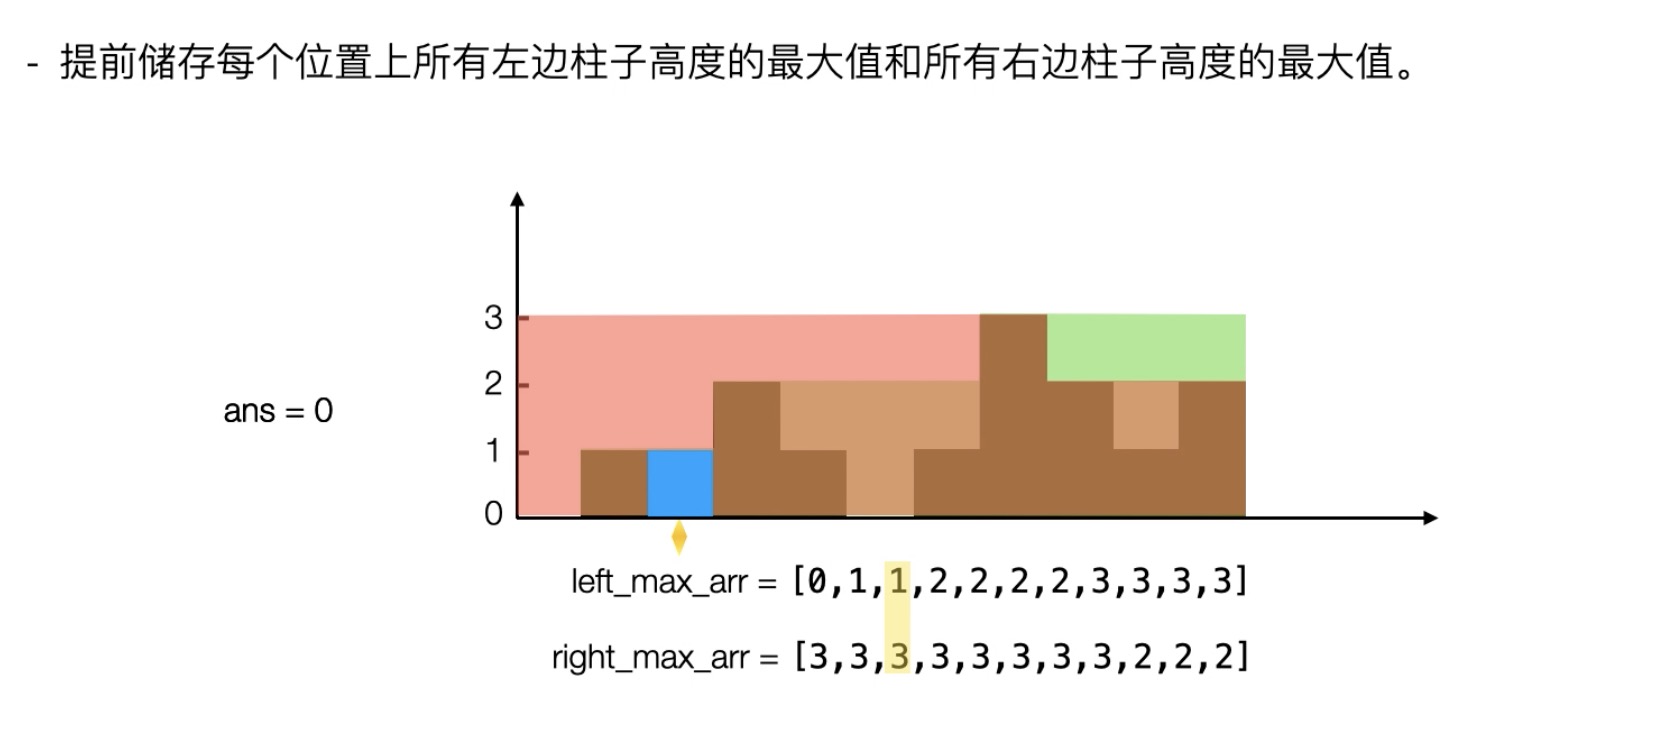 - 提前储存每个位置上所有左边柱子高度的最大值和所有右边柱子高度的最大值。
3
2
ans = 0
1
0
left_max_arr = [0,1,1,2,2,2,2,3,3,3,3]
right_max_arr = [3,3,3,3,3,3,3,3,2,2,2]